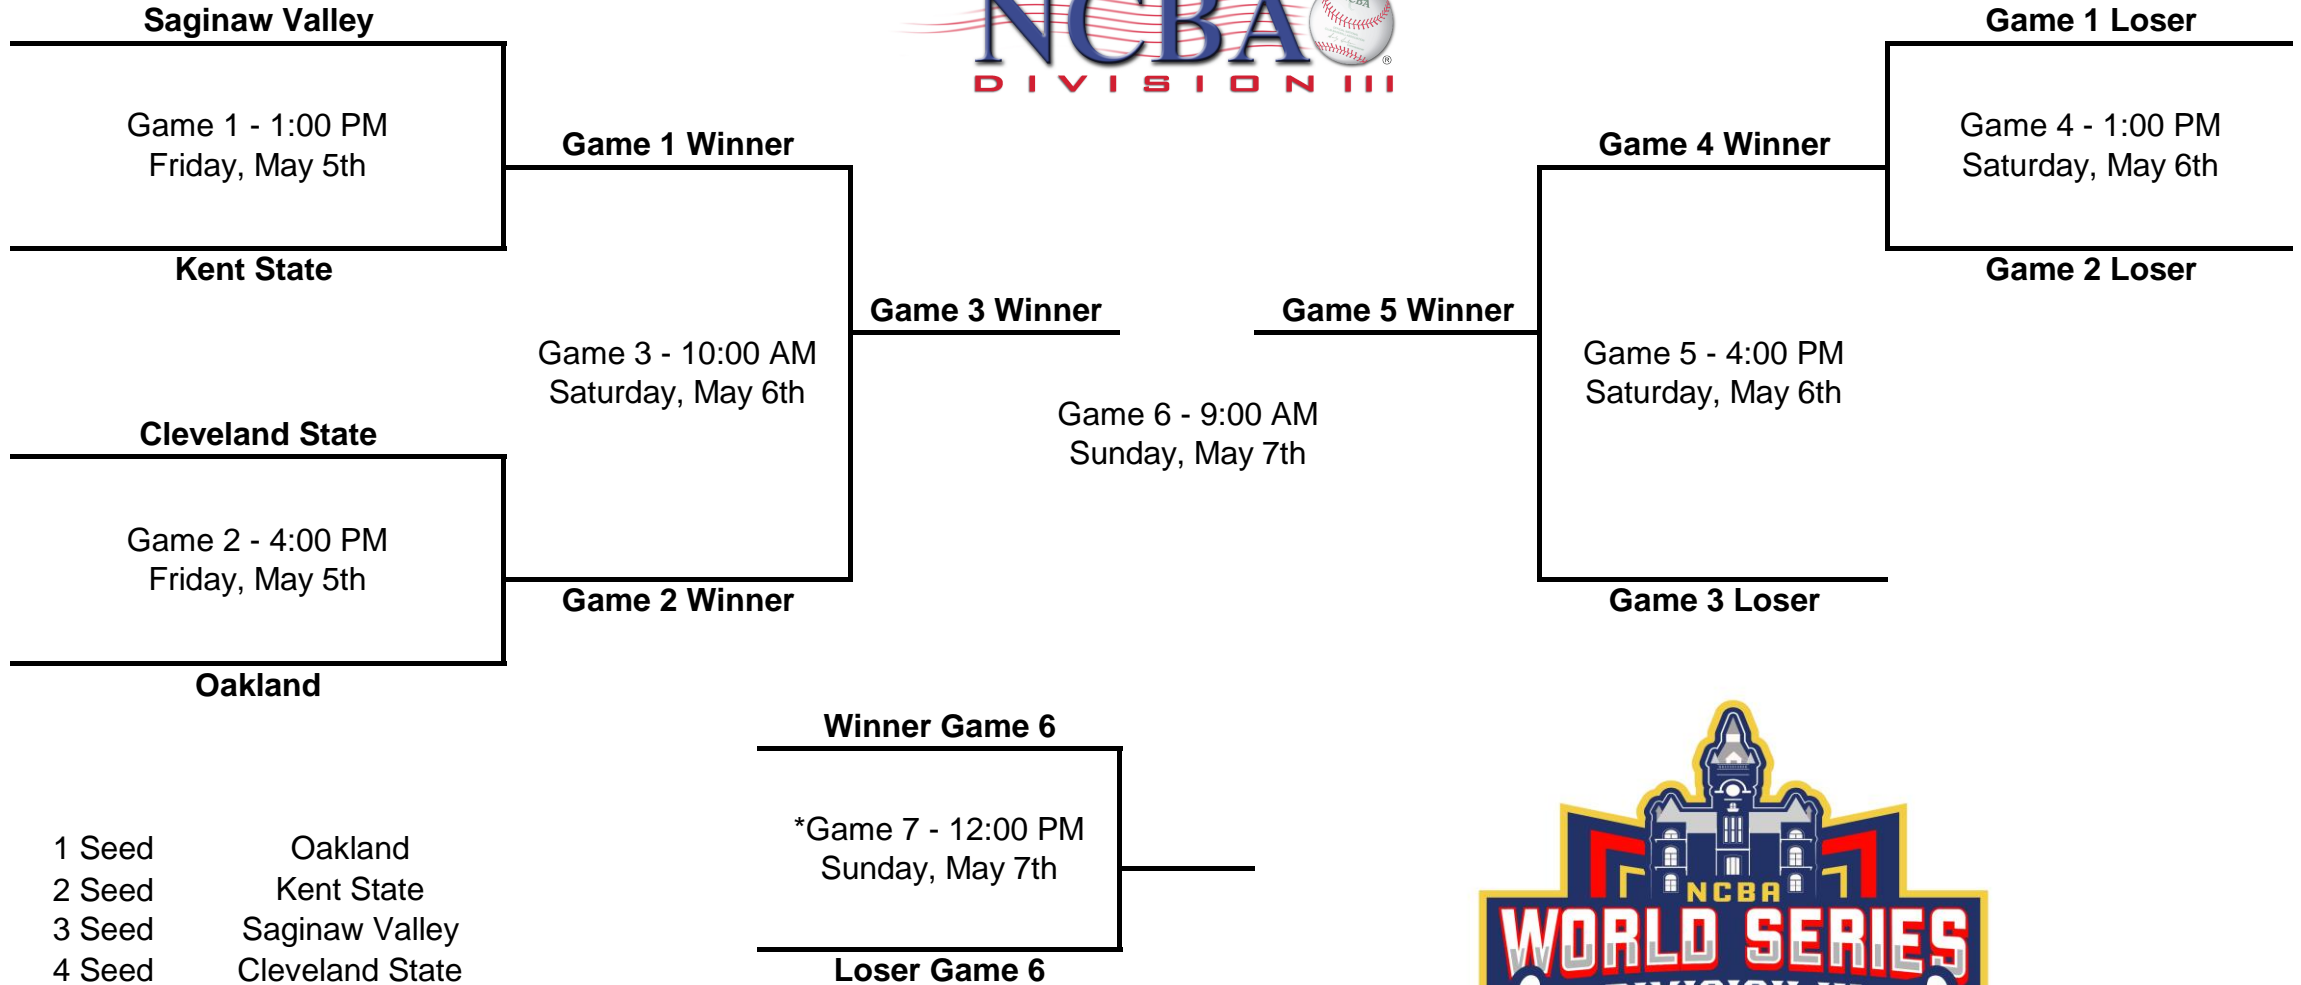 Saginaw Valley
NCBA
DIVISION III
Game 1 Loser
Game 1 - 1:00 PM
Friday, May 5th
Game 1 Winner
Game 4 Winner
Game 4 - 1:00 PM
Saturday, May 6th
Kent State
Game 2 Loser
Game 3 Winner
Game 5 Winner
Game 3 - 10:00 AM
Saturday, May 6th
Game 5 - 4:00 PM
Saturday, May 6th
Game 6 - 9:00 AM
Sunday, May 7th
Cleveland State
Game 2 - 4:00 PM
Friday, May 5th
Game 2 Winner
Game 3 Loser
Oakland
Winner Game 6
*Game 7 - 12:00 PM
Sunday, May 7th
Loser Game 6
1 Seed Oakland
2 Seed Kent State
3 Seed Saginaw Valley
4 Seed Cleveland State
NCBA
WORLD SERIES